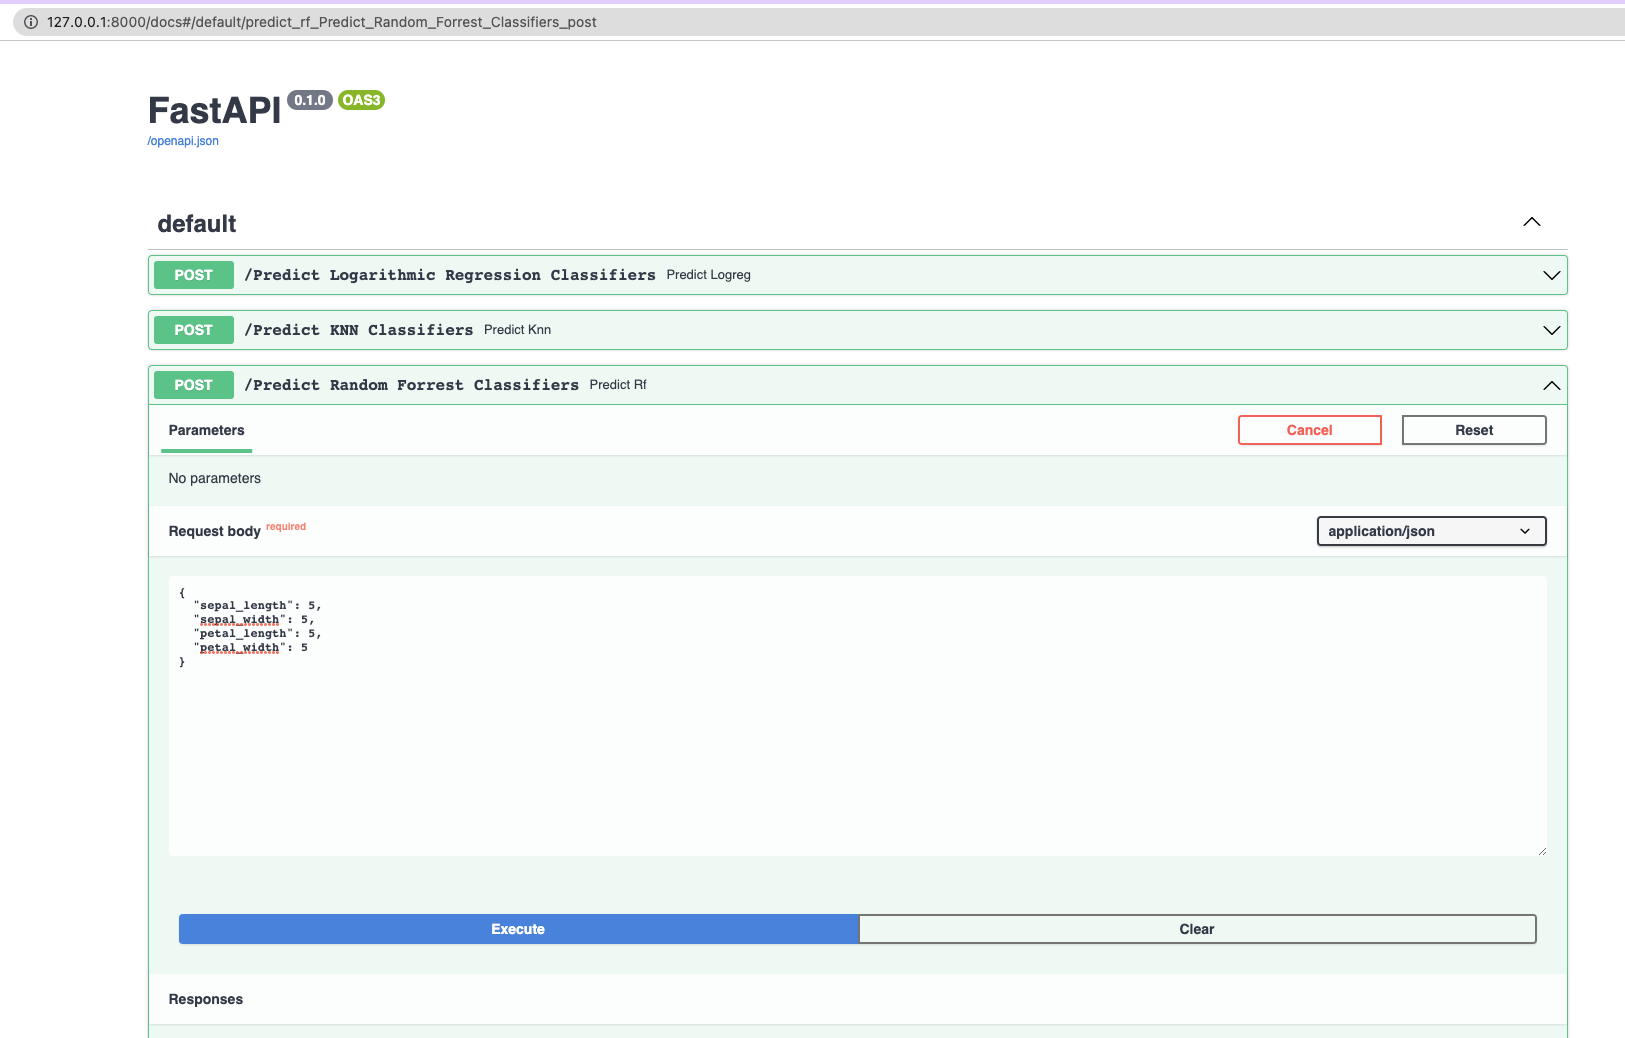 127.0.0.1:8000/docs#/default/predict_rf_Predict_Random_Forrest_Classifiers_post
FastAPI 0.1.0 OAS3
/openapi.json
default
POST /Predict Logarithmic Regression Classifiers Predict Logreg
POST /Predict KNN Classifiers Predict Knn
POST /Predict Random Forrest Classifiers Predict Rf
Parameters Cancel Reset
No parameters
Request body required application/json
{
  "sepal_length": 5,
  "sepal_width": 5,
  "petal_length": 5,
  "petal_width": 5
}
Execute Clear
Responses